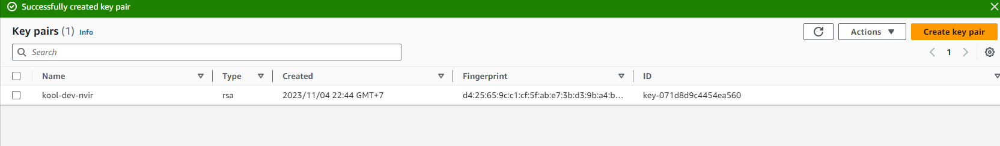 Successfully created key pair
Key pairs (1) Info
Actions
Create key pair
Search
1
Name Type Created Fingerprint ID
kool-dev-nvir rsa 2023/11/04 22:44 GMT+7 d4:25:65:9c:c1:cf:5f:ab:e7:3b:d3:9b:a4:b... key-071d8d9c4454ea560